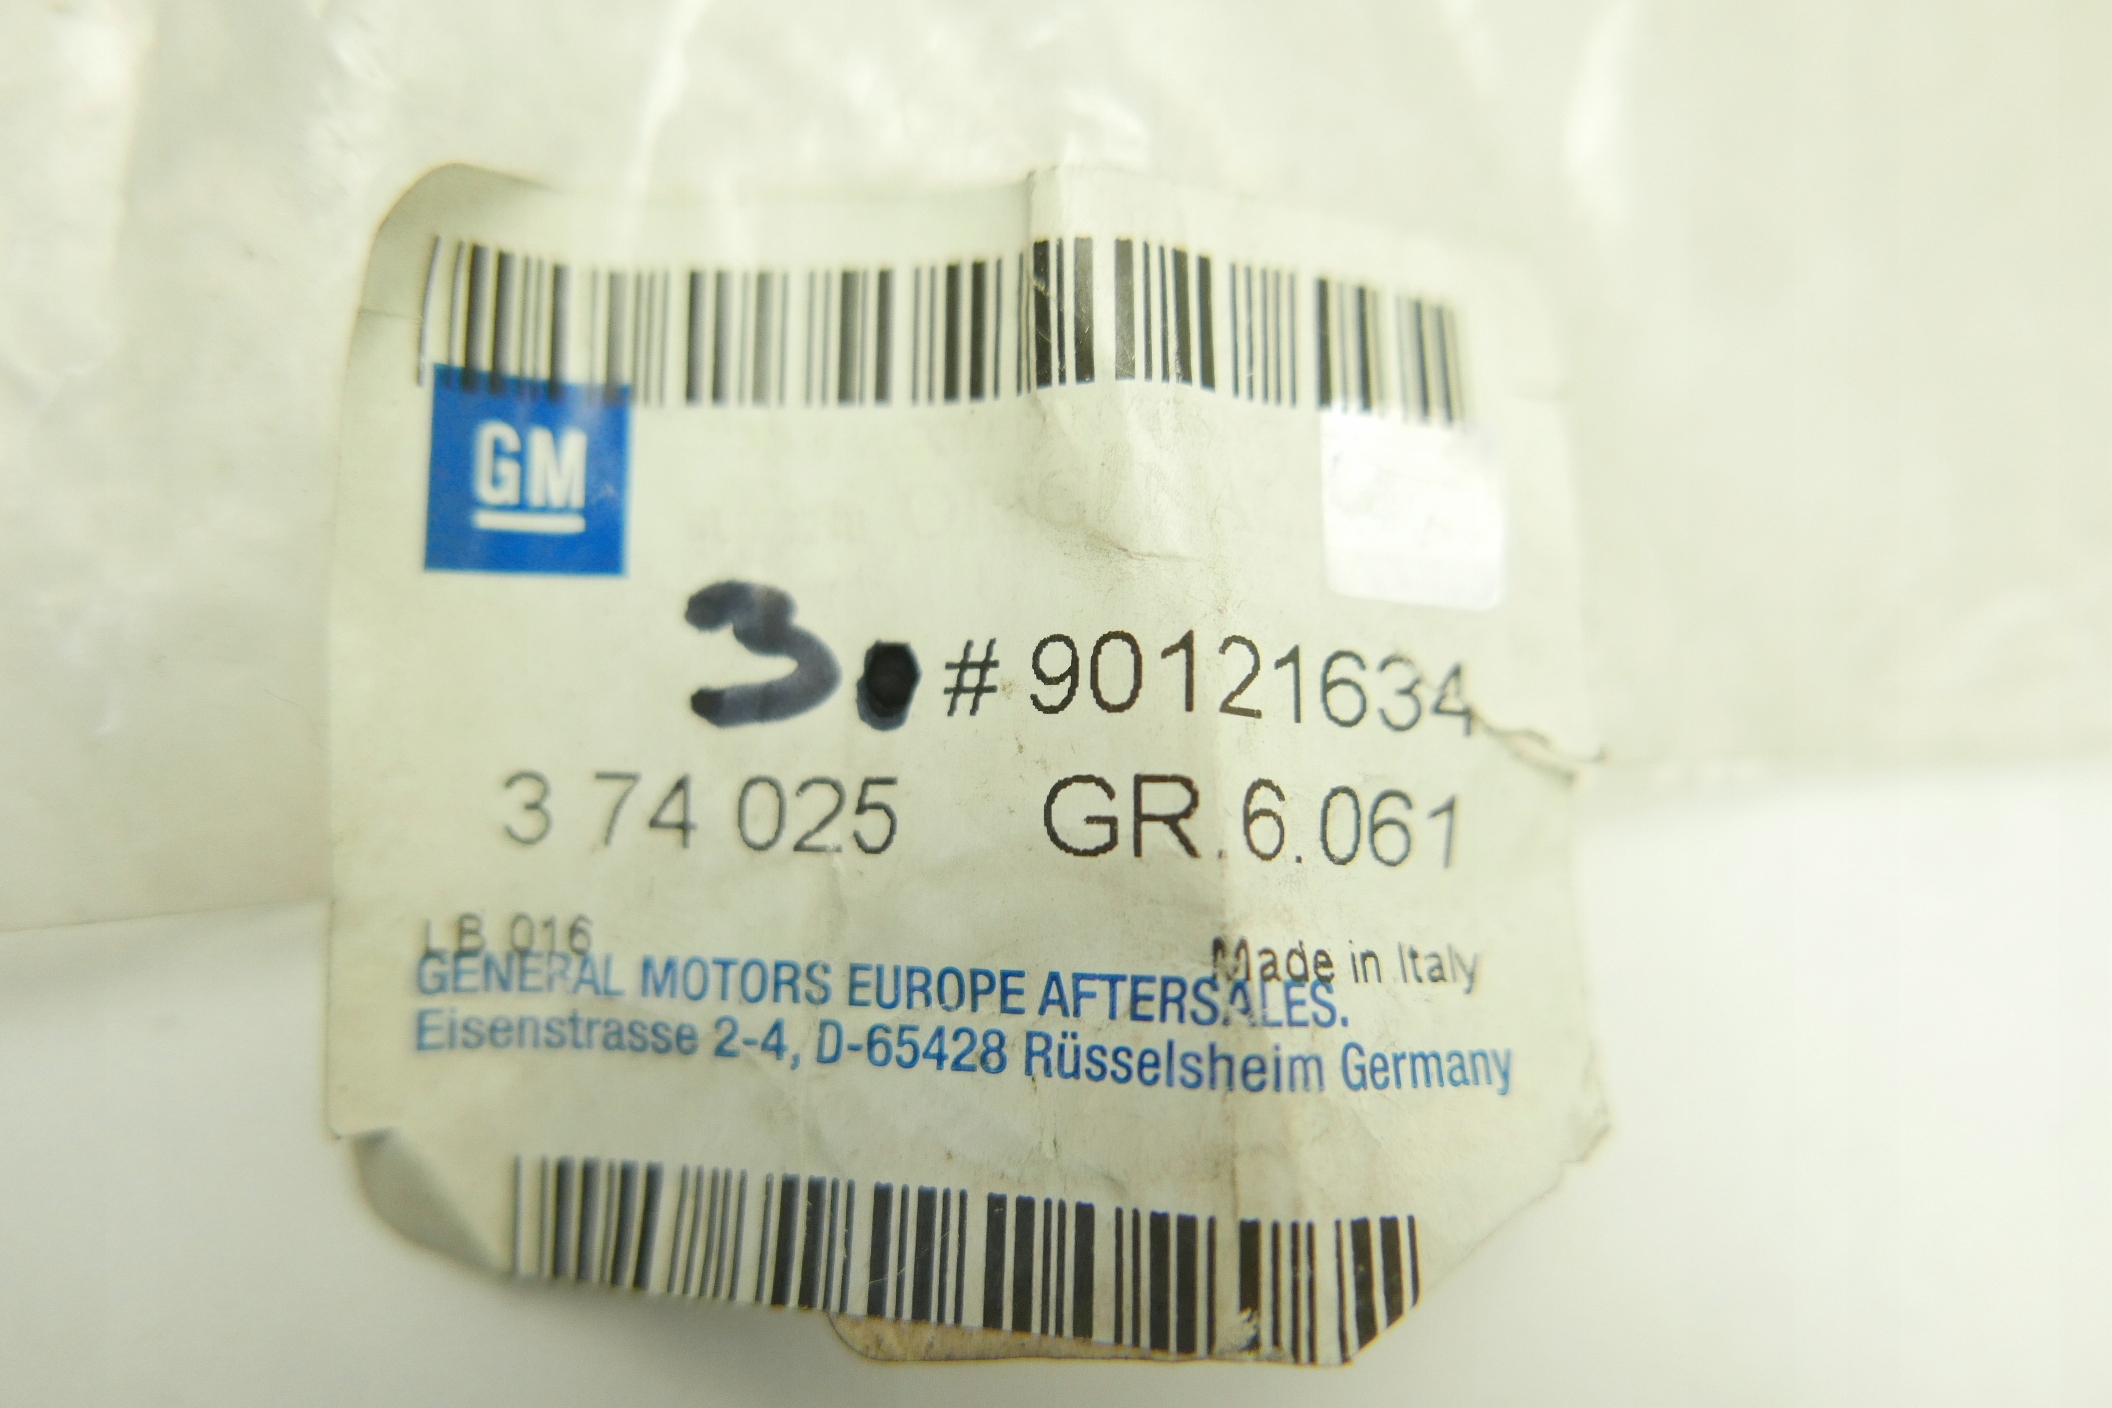 GM
3. # 90121634
3 74 025 GR.6.061
LB 016
Made in Italy
GENERAL MOTORS EUROPE AFTERSALES.
Eisenstrasse 2-4, D-65428 Rüsselsheim Germany